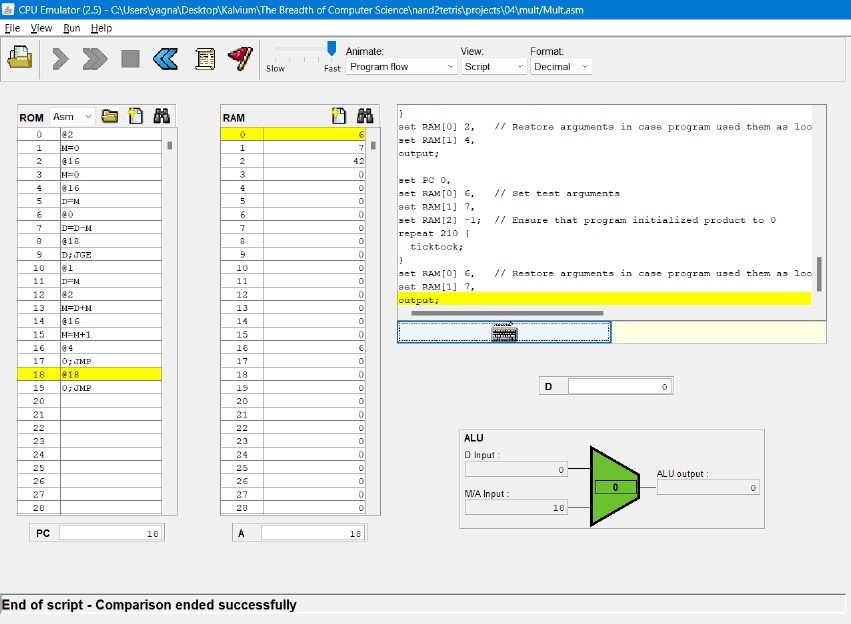 CPU Emulator (2.5) - C:\Users\yagna\Desktop\Kalvium\The Breadth of Computer Science\nand2tetris\projects\04\mult/Mult.asm
File View Run Help
Slow Fast
Animate:
Program flow
View:
Script
Format:
Decimal
ROM Asm
0 @2
1 M=0
2 @16
3 M=0
4 @16
5 D=M
6 @0
7 D=D-M
8 @18
9 D;JGE
10 @1
11 D=M
12 @2
13 M=D+M
14 @16
15 M=M+1
16 @4
17 0;JMP
18 @18
19 0;JMP
20
21
22
23
24
25
26
27
28
PC 18
RAM
0 6
1 7
2 42
3 0
4 0
5 0
6 0
7 0
8 0
9 0
10 0
11 0
12 0
13 0
14 0
15 0
16 6
17 0
18 0
19 0
20 0
21 0
22 0
23 0
24 0
25 0
26 0
27 0
28 0
A 18
}
set RAM[0] 2, // Restore arguments in case program used them as loo
set RAM[1] 4,
output;
set PC 0,
set RAM[0] 6, // Set test arguments
set RAM[1] 7,
set RAM[2] -1; // Ensure that program initialized product to 0
repeat 210 {
ticktock;
}
set RAM[0] 6, // Restore arguments in case program used them as loo
set RAM[1] 7,
output;
D 0
ALU
D Input :
0
M/A Input :
18
0
ALU output :
0
End of script - Comparison ended successfully